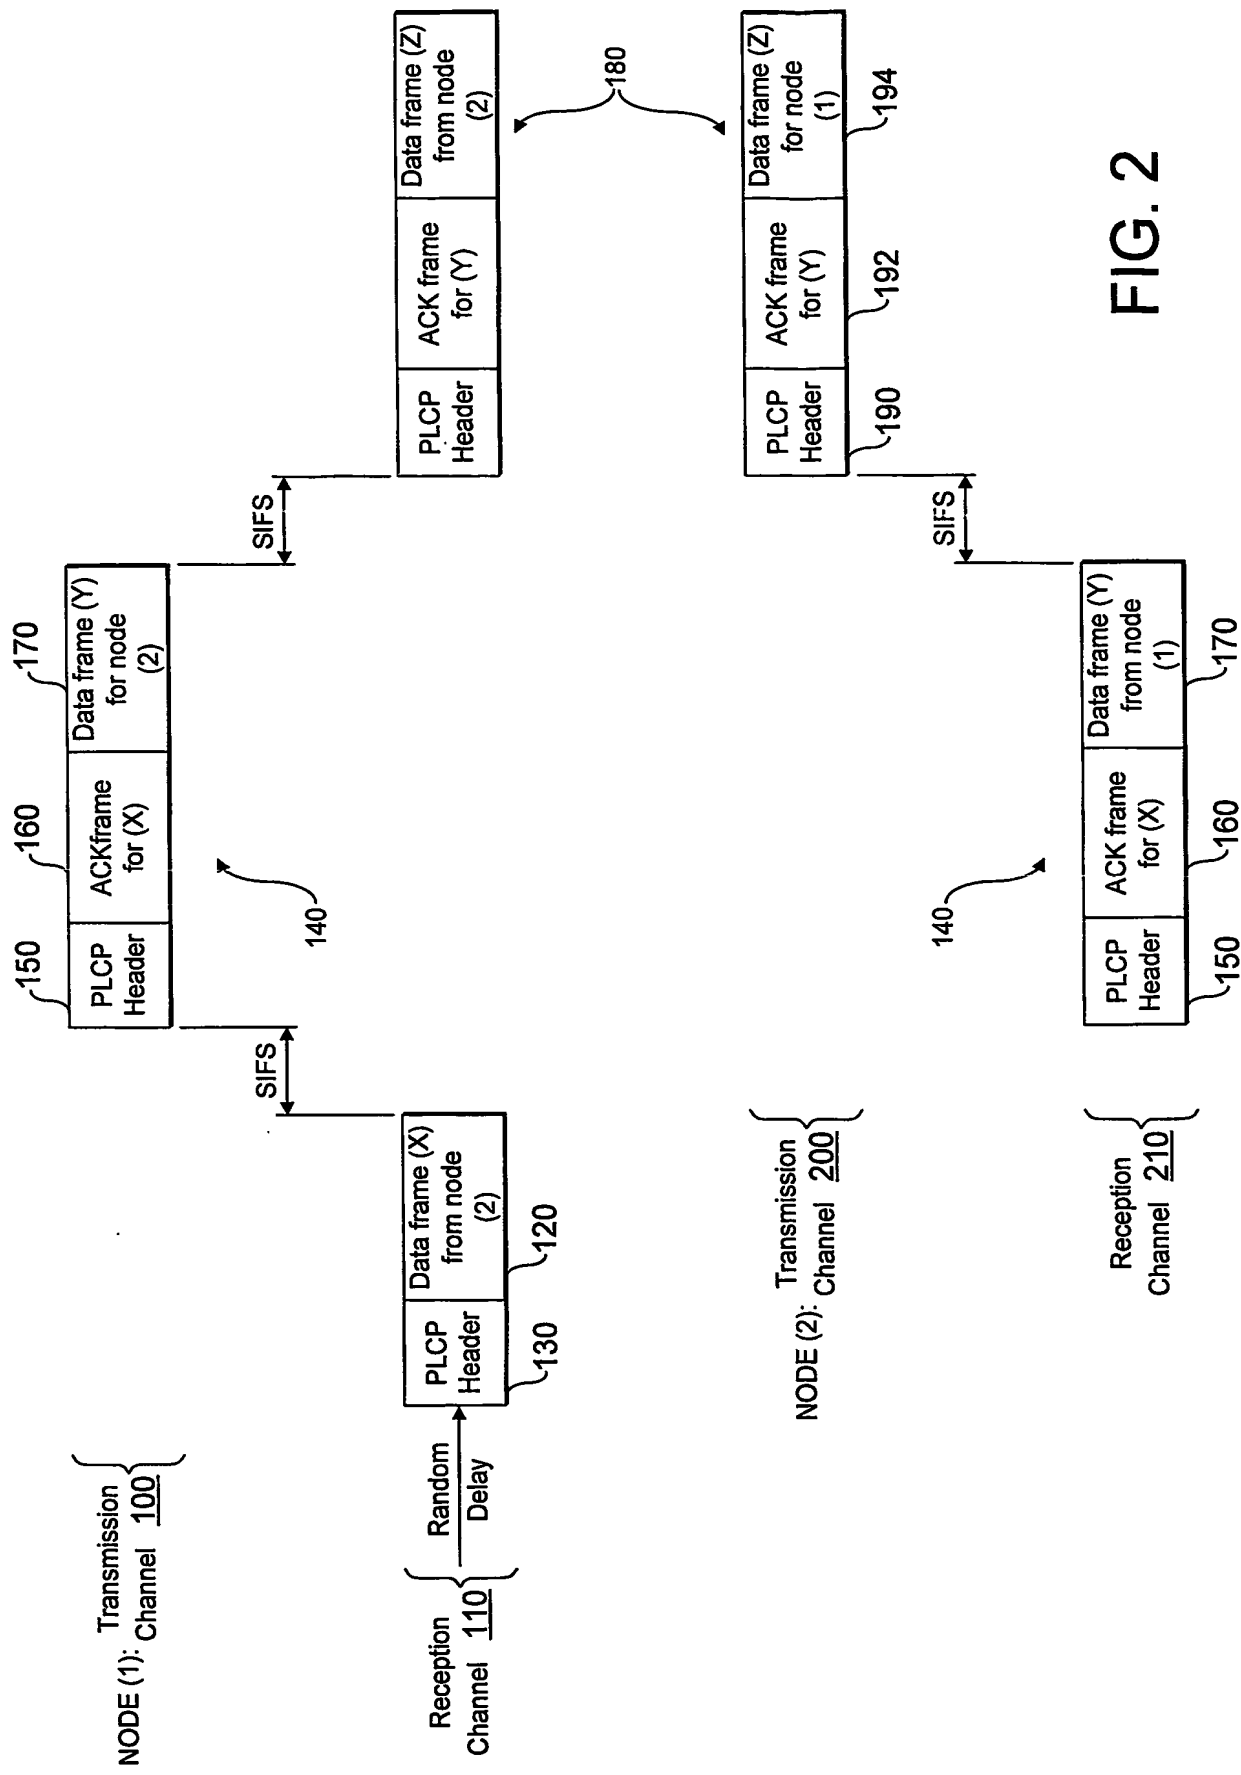 NODE (1): Transmission
Channel 100
150
160
170
PLCP
Header
ACKframe
for (X)
Data frame (Y)
for node
(2)
140
SIFS
SIFS
Reception
Channel 110
Random
Delay
PLCP
Header
Data frame (X)
from node
(2)
130
120
PLCP
Header
ACK frame
for (Y)
Data frame (Z)
from node
(2)
180
NODE (2): Transmission
Channel 200
PLCP
Header
ACK frame
for (Y)
Data frame (Z)
for node
(1)
190
192
194
140
SIFS
Reception
Channel 210
PLCP
Header
ACK frame
for (X)
Data frame (Y)
from node
(1)
150
160
170
FIG. 2